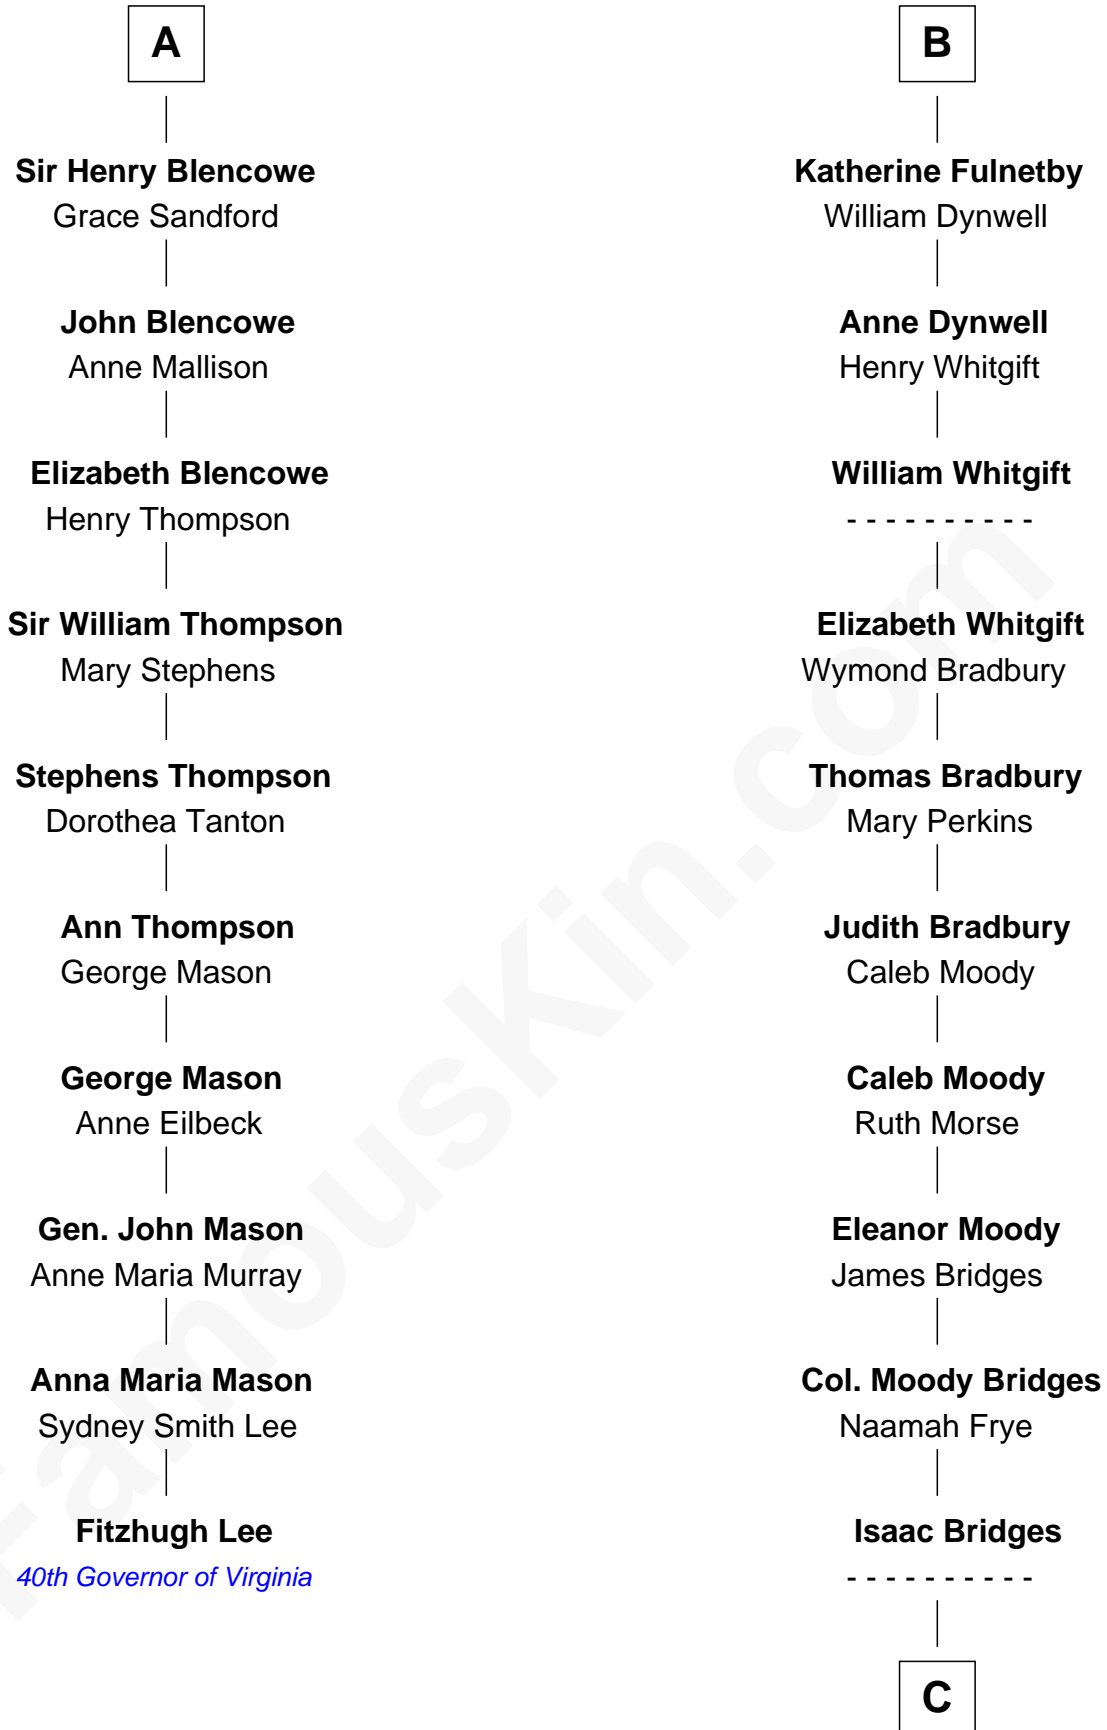 A
Sir Henry Blencowe
Grace Sandford
John Blencowe
Anne Mallison
Elizabeth Blencowe
Henry Thompson
Sir William Thompson
Mary Stephens
Stephens Thompson
Dorothea Tanton
Ann Thompson
George Mason
George Mason
Anne Eilbeck
Gen. John Mason
Anne Maria Murray
Anna Maria Mason
Sydney Smith Lee
Fitzhugh Lee
40th Governor of Virginia
B
Katherine Fulnetby
William Dynwell
Anne Dynwell
Henry Whitgift
William Whitgift
- - - - - - - - - -
Elizabeth Whitgift
Wymond Bradbury
Thomas Bradbury
Mary Perkins
Judith Bradbury
Caleb Moody
Caleb Moody
Ruth Morse
Eleanor Moody
James Bridges
Col. Moody Bridges
Naamah Frye
Isaac Bridges
- - - - - - - - - -
C
FamousKin.com